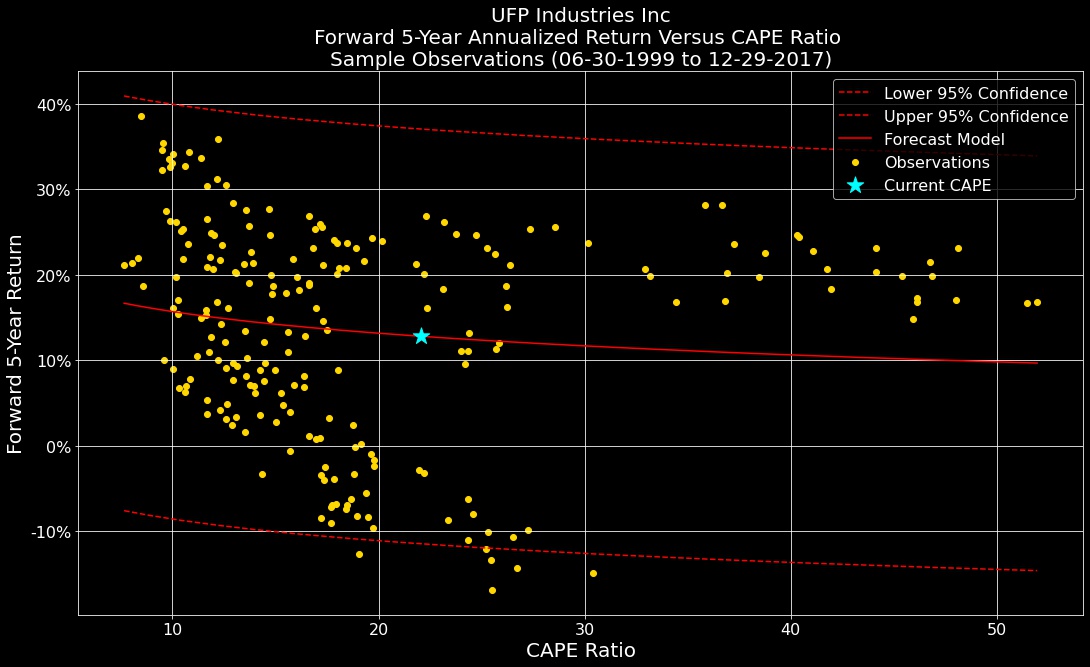 UFP Industries Inc
Forward 5-Year Annualized Return Versus CAPE Ratio
Sample Observations (06-30-1999 to 12-29-2017)
Lower 95% Confidence
Upper 95% Confidence
Forecast Model
Observations
Current CAPE
Forward 5-Year Return
40%
30%
20%
10%
0%
-10%
10 20 30 40 50
CAPE Ratio